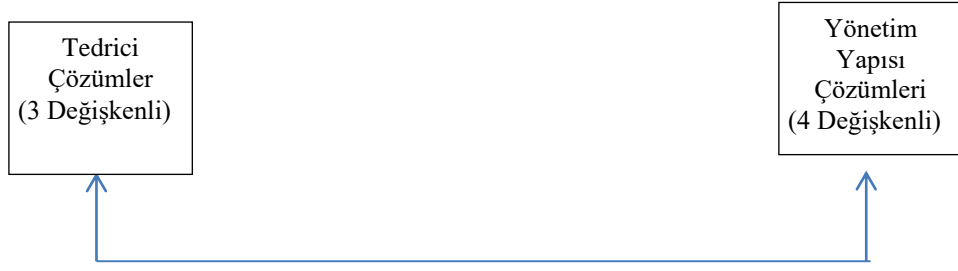 Tedrici
Çözümler
(3 Değişkenli)
Yönetim
Yapısı
Çözümleri
(4 Değişkenli)